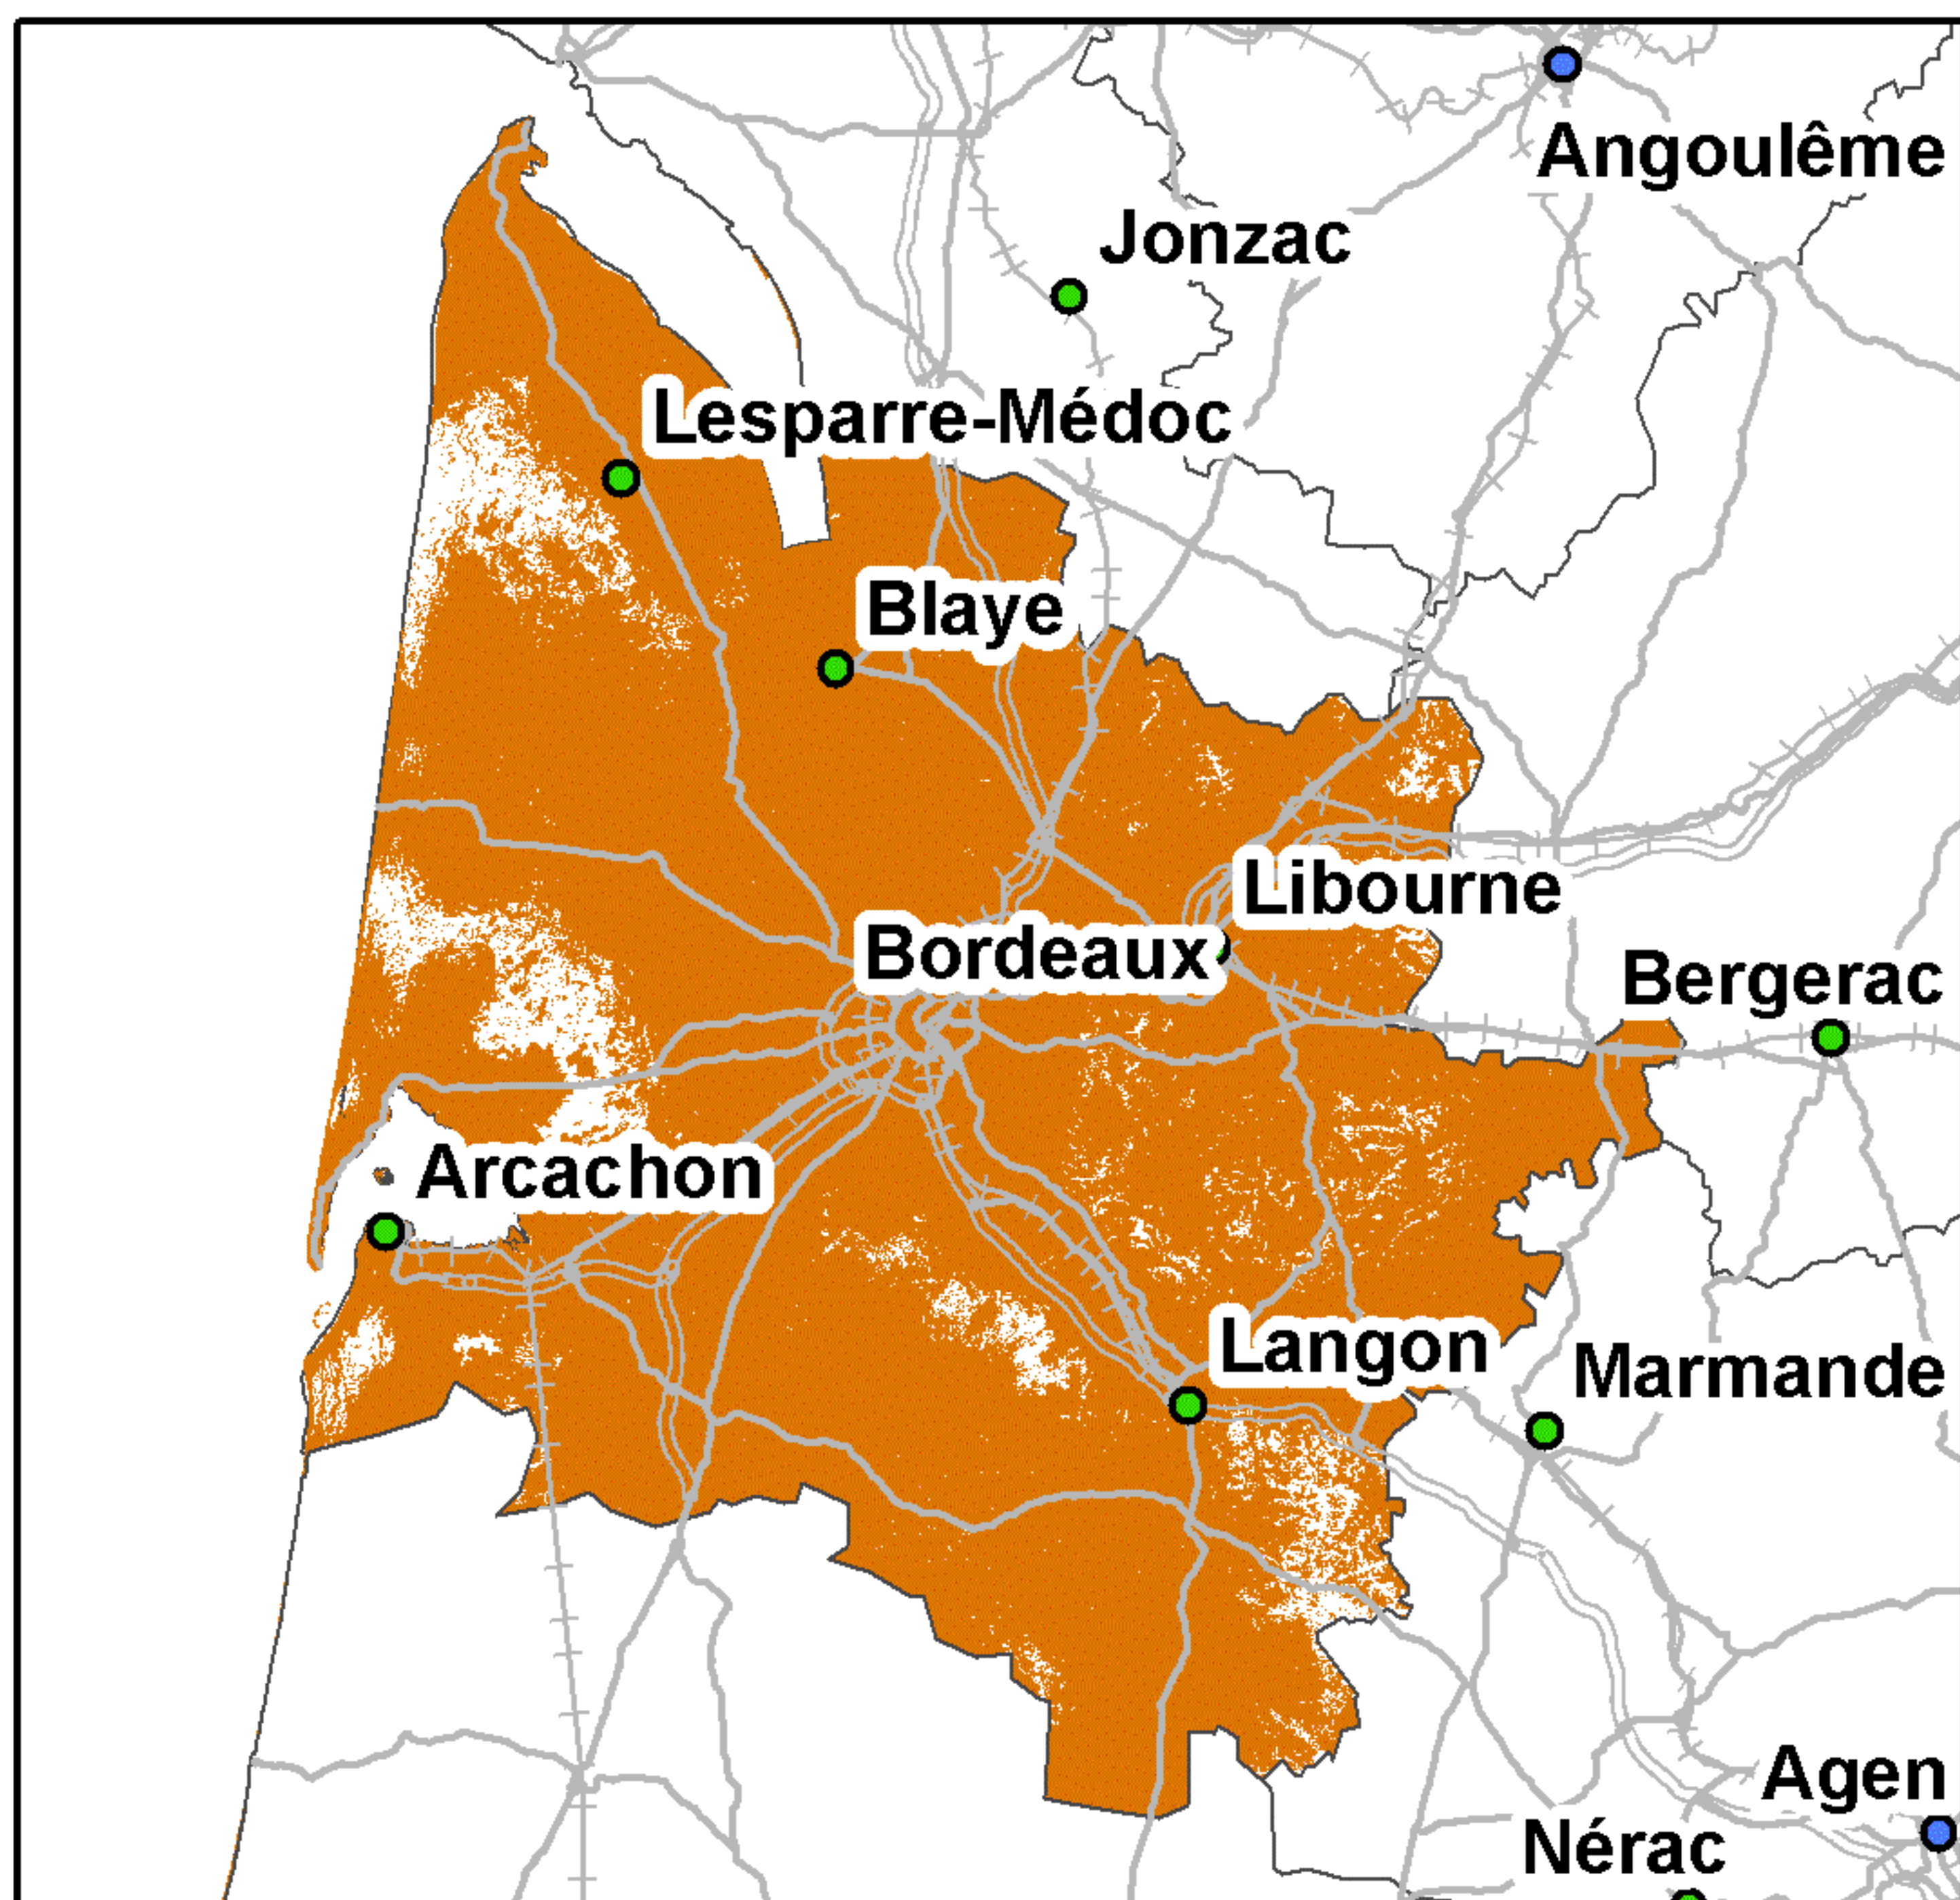 Angoulême
Jonzac
Lesparre-Médoc
Blaye
Libourne
Bordeaux
Bergerac
Arcachon
Langon
Marmande
Agen
Nérac